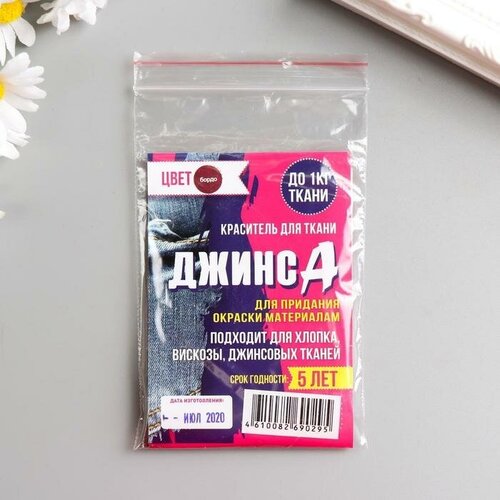 ЦВЕТ бордо
ДО 1КГ
ТКАНИ
КРАСИТЕЛЬ ДЛЯ ТКАНИ
ДЖИНСА
ДЛЯ ПРИДАНИЯ
ОКРАСКИ МАТЕРИАЛАМ
ПОДХОДИТ ДЛЯ ХЛОПКА,
ВИСКОЗЫ, ДЖИНСОВЫХ ТКАНЕЙ
СРОК ГОДНОСТИ: 5 ЛЕТ
ДАТА ИЗГОТОВЛЕНИЯ:
- ИЮЛ 2020
4610082690295